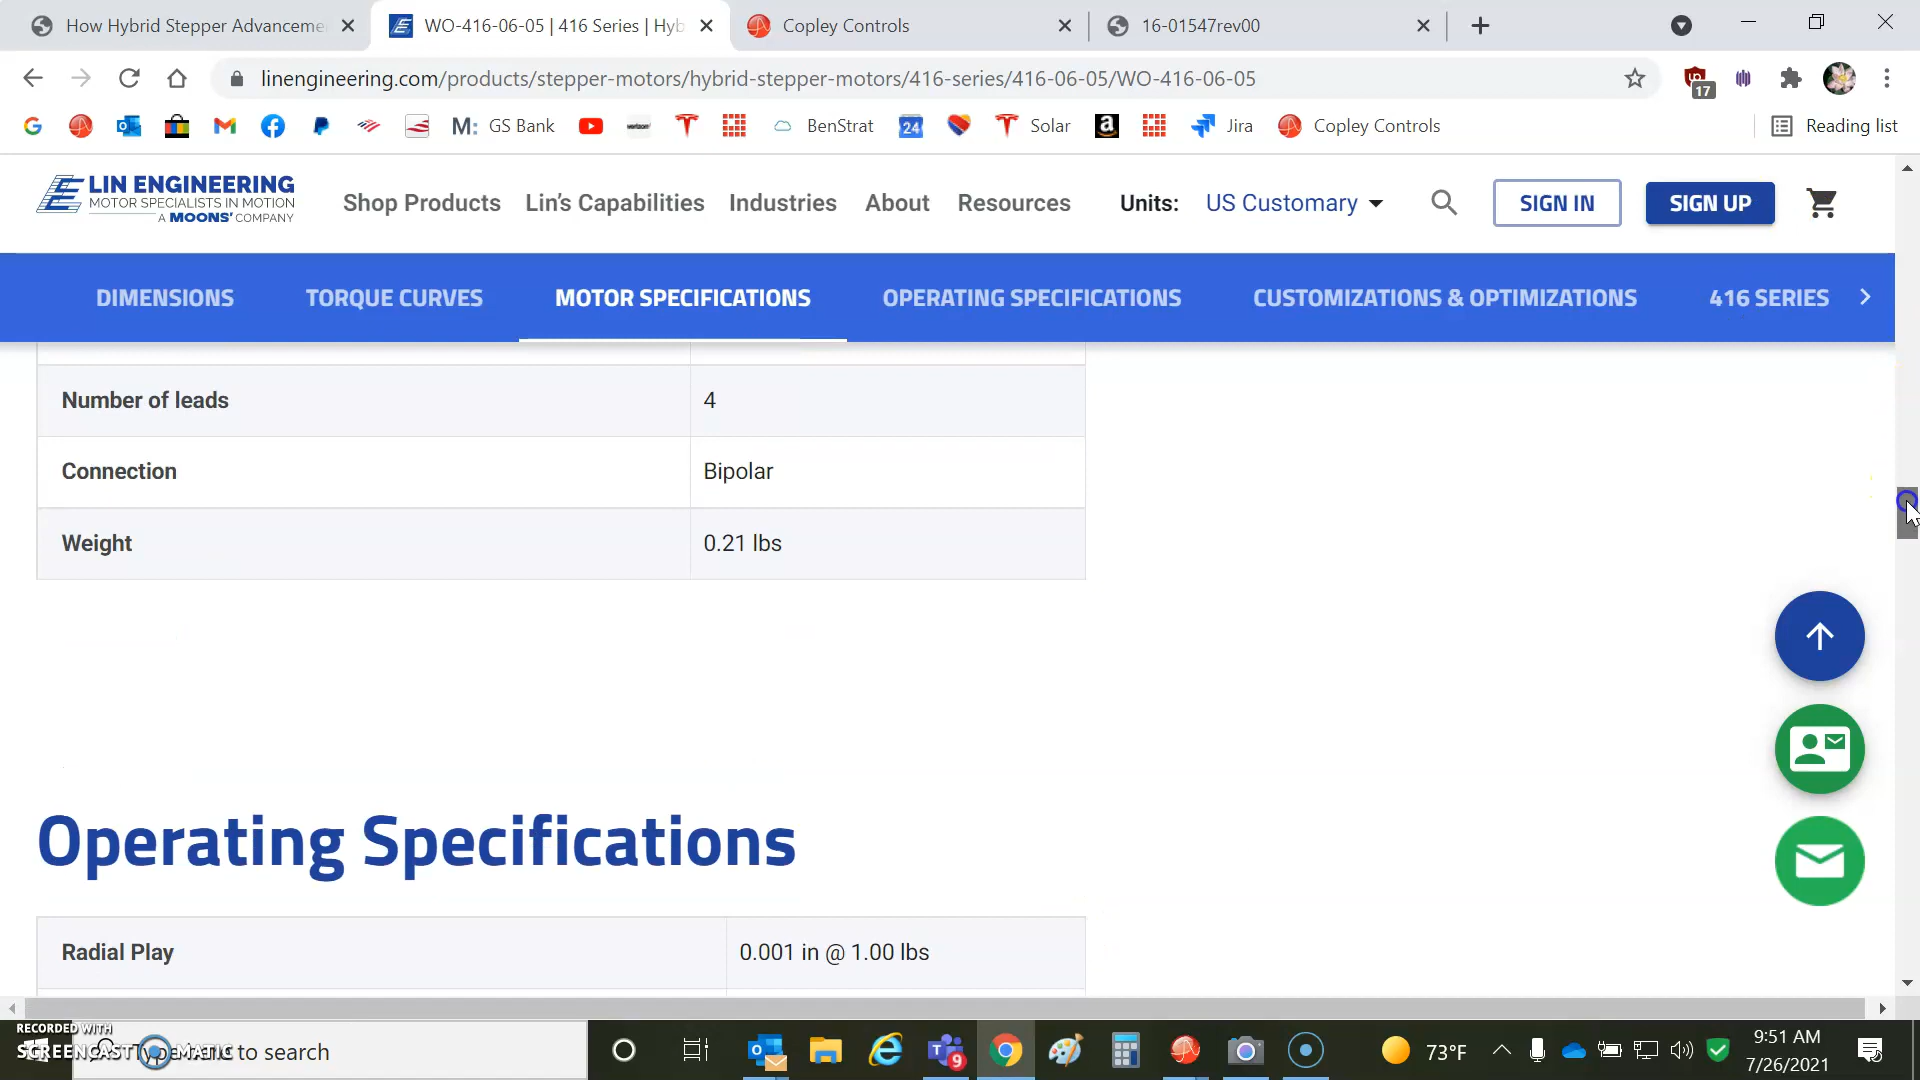 How Hybrid Stepper Advanceme
WO-416-06-05 | 416 Series | Hyb
Copley Controls
16-01547rev00
linengineering.com/products/stepper-motors/hybrid-stepper-motors/416-series/416-06-05/WO-416-06-05
17
M: GS Bank
BenStrat
24
Solar
Jira
Copley Controls
Reading list
LIN ENGINEERING
MOTOR SPECIALISTS IN MOTION
A MOONS' COMPANY
Shop Products
Lin's Capabilities
Industries
About
Resources
Units: US Customary
SIGN IN
SIGN UP
DIMENSIONS
TORQUE CURVES
MOTOR SPECIFICATIONS
OPERATING SPECIFICATIONS
CUSTOMIZATIONS & OPTIMIZATIONS
416 SERIES
Number of leads 4
Connection Bipolar
Weight 0.21 lbs
Operating Specifications
Radial Play 0.001 in @ 1.00 lbs
RECORDED WITH
SCREENCAST MATIC
to search
9
73°F
9:51 AM
7/26/2021